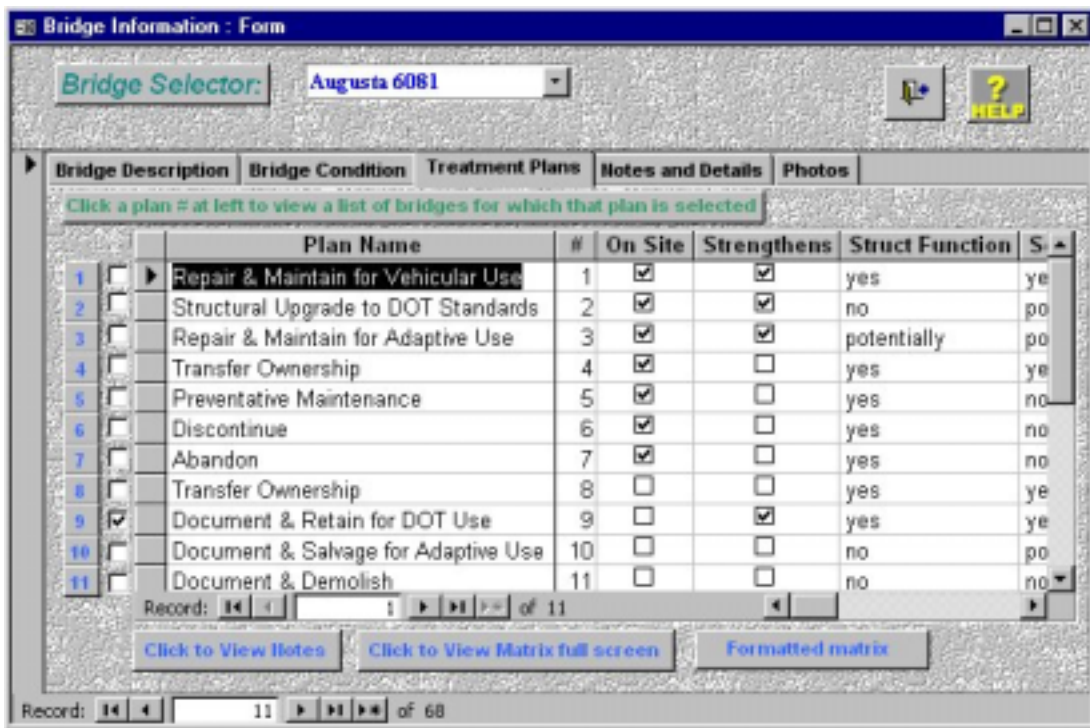 Bridge Information : Form
Bridge Selector: Augusta 6081
? HELP
Bridge Description Bridge Condition Treatment Plans Notes and Details Photos
Click a plan # at left to view a list of bridges for which that plan is selected
Plan Name # On Site Strengthens Struct Function S
1 Repair & Maintain for Vehicular Use 1 yes ye
2 Structural Upgrade to DOT Standards 2 no po
3 Repair & Maintain for Adaptive Use 3 potentially po
4 Transfer Ownership 4 yes ye
5 Preventative Maintenance 5 yes no
6 Discontinue 6 yes no
7 Abandon 7 yes no
8 Transfer Ownership 8 yes ye
9 Document & Retain for DOT Use 9 yes ye
10 Document & Salvage for Adaptive Use 10 no po
11 Document & Demolish 11 no no
Record: 1 of 11
Click to View Notes Click to View Matrix full screen Formatted matrix
Record: 11 of 68